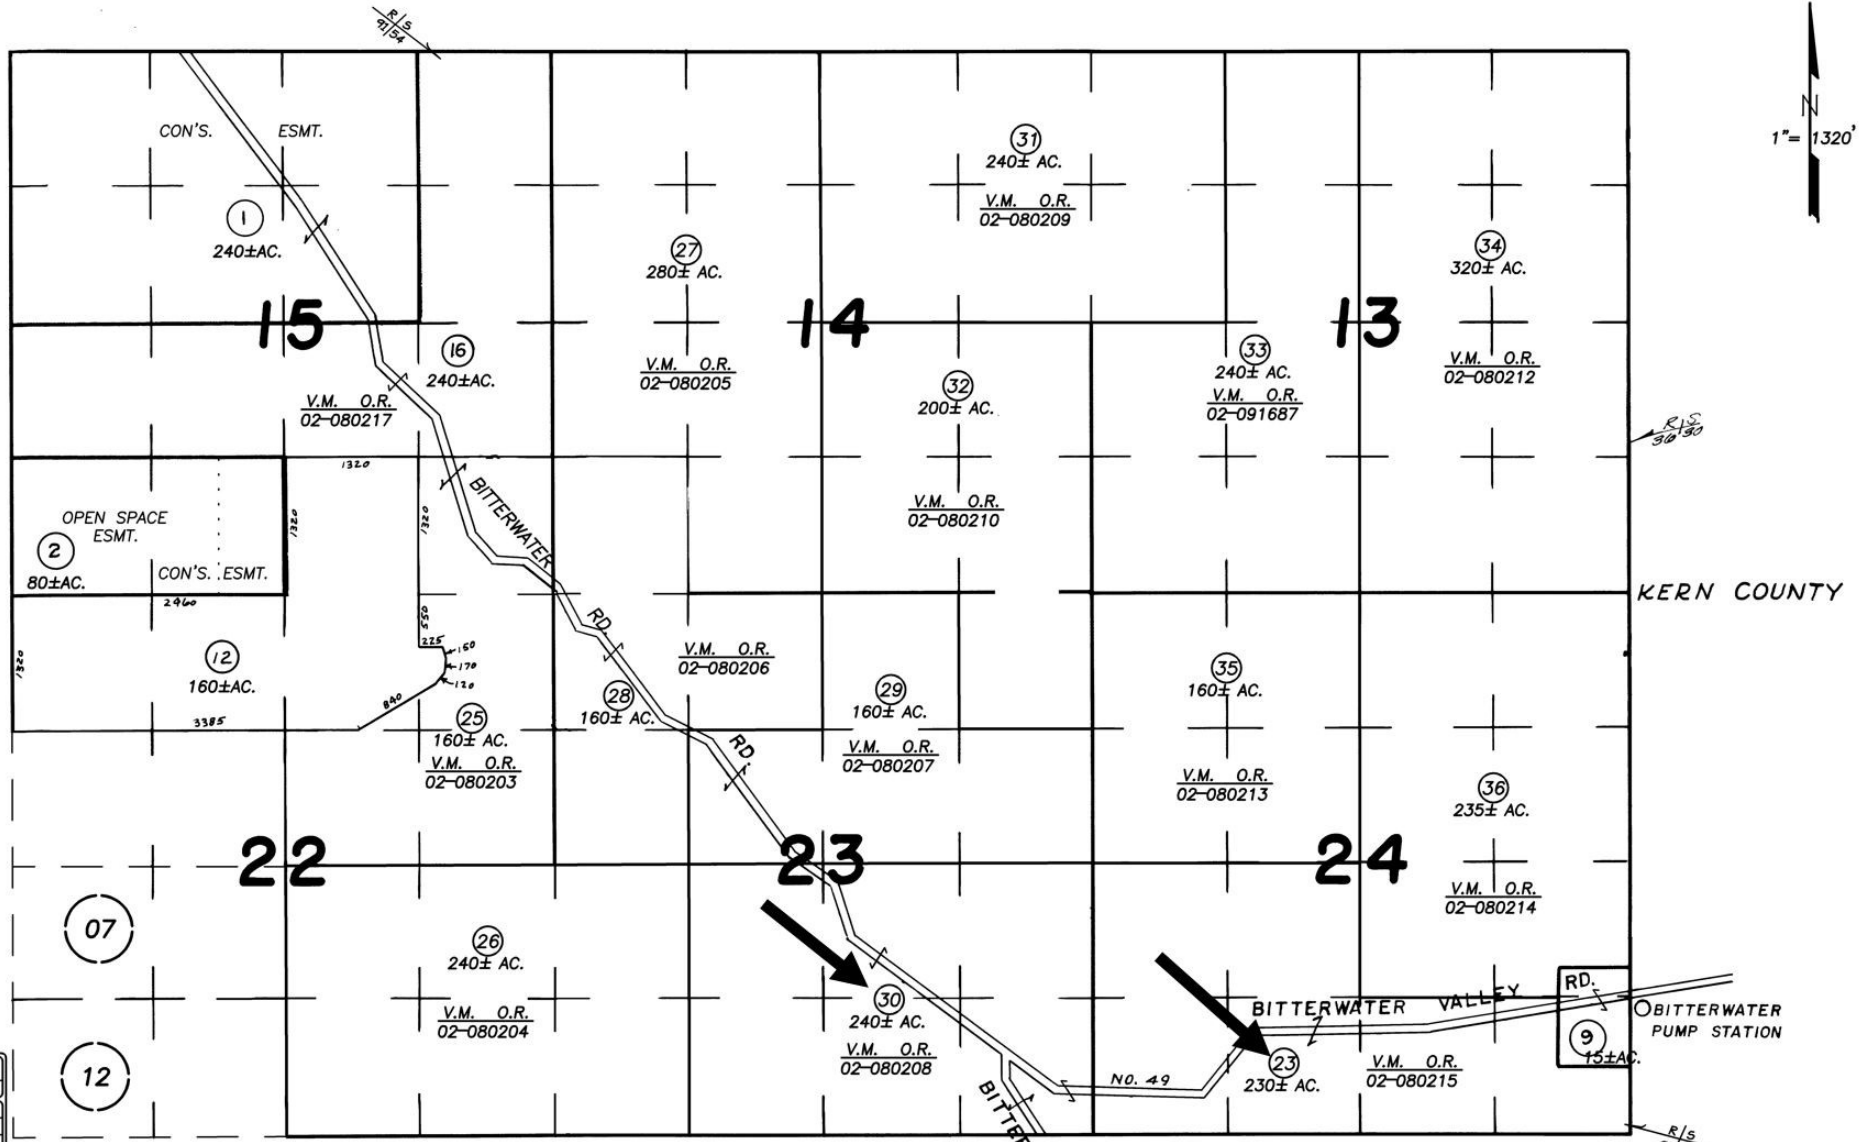 R/S
91/54
N
1"= 1320'
CON'S. ESMT.
1
240±AC.
31
240± AC.
V.M. O.R.
02-080209
27
280± AC.
34
320± AC.
15
14
13
16
240±AC.
V.M. O.R.
02-080217
V.M. O.R.
02-080205
32
200± AC.
33
240± AC.
V.M. O.R.
02-091687
V.M. O.R.
02-080212
R/S
36 30
1320
BITTERWATER
RD.
V.M. O.R.
02-080210
OPEN SPACE
ESMT.
2
80±AC.
CON'S. ESMT.
1320
1320
2460
KERN COUNTY
550
225
150
170
120
840
1320
12
160±AC.
3385
V.M. O.R.
02-080206
28
160± AC.
29
160± AC.
V.M. O.R.
02-080207
35
160± AC.
V.M. O.R.
02-080213
25
160± AC.
V.M. O.R.
02-080203
RD.
36
235± AC.
22
23
24
V.M. O.R.
02-080214
07
26
240± AC.
V.M. O.R.
02-080204
30
240± AC.
V.M. O.R.
02-080208
BITTERWATER VALLEY RD.
BITTERWATER
PUMP STATION
9
15±AC.
23
230± AC.
V.M. O.R.
02-080215
12
NO. 49
BITTER
R/S